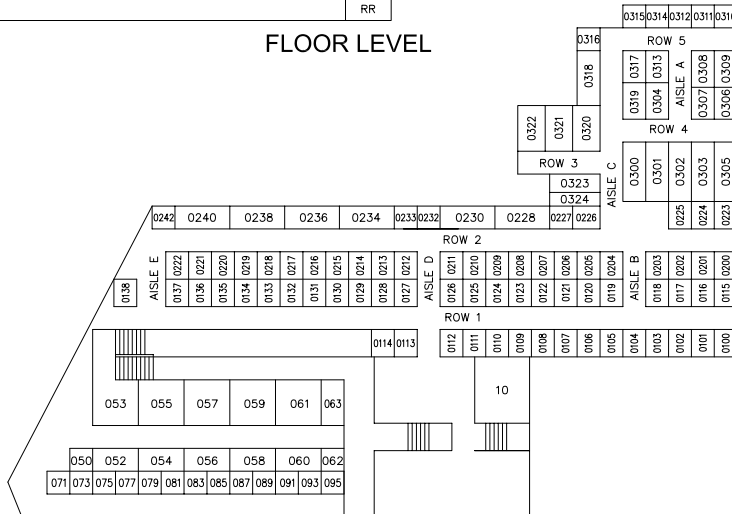 RR
FLOOR LEVEL
0315 0314 0312 0311 0310
0316 ROW 5
0318 0317 0313 AISLE A 0308 0309
0319 0304 0307 0306
0322 0321 0320 ROW 4
ROW 3 AISLE C 0300 0301 0302 0303 0305
0323
0324
0242 0240 0238 0236 0234 0233 0232 0230 0228 0227 0226 0225 0224 0223
ROW 2
AISLE E 0222 0221 0220 0219 0218 0217 0216 0215 0214 0213 0212 AISLE D 0211 0210 0209 0208 0207 0206 0205 0204 AISLE B 0203 0202 0201 0200
0138 0137 0136 0135 0134 0133 0132 0131 0130 0129 0128 0127 0126 0125 0124 0123 0122 0121 0120 0119 0118 0117 0116 0115
ROW 1
0114 0113 0112 0111 0110 0109 0108 0107 0106 0105 0104 0103 0102 0101 0100
053 055 057 059 061 063 10
050 052 054 056 058 060 062
071 073 075 077 079 081 083 085 087 089 091 093 095